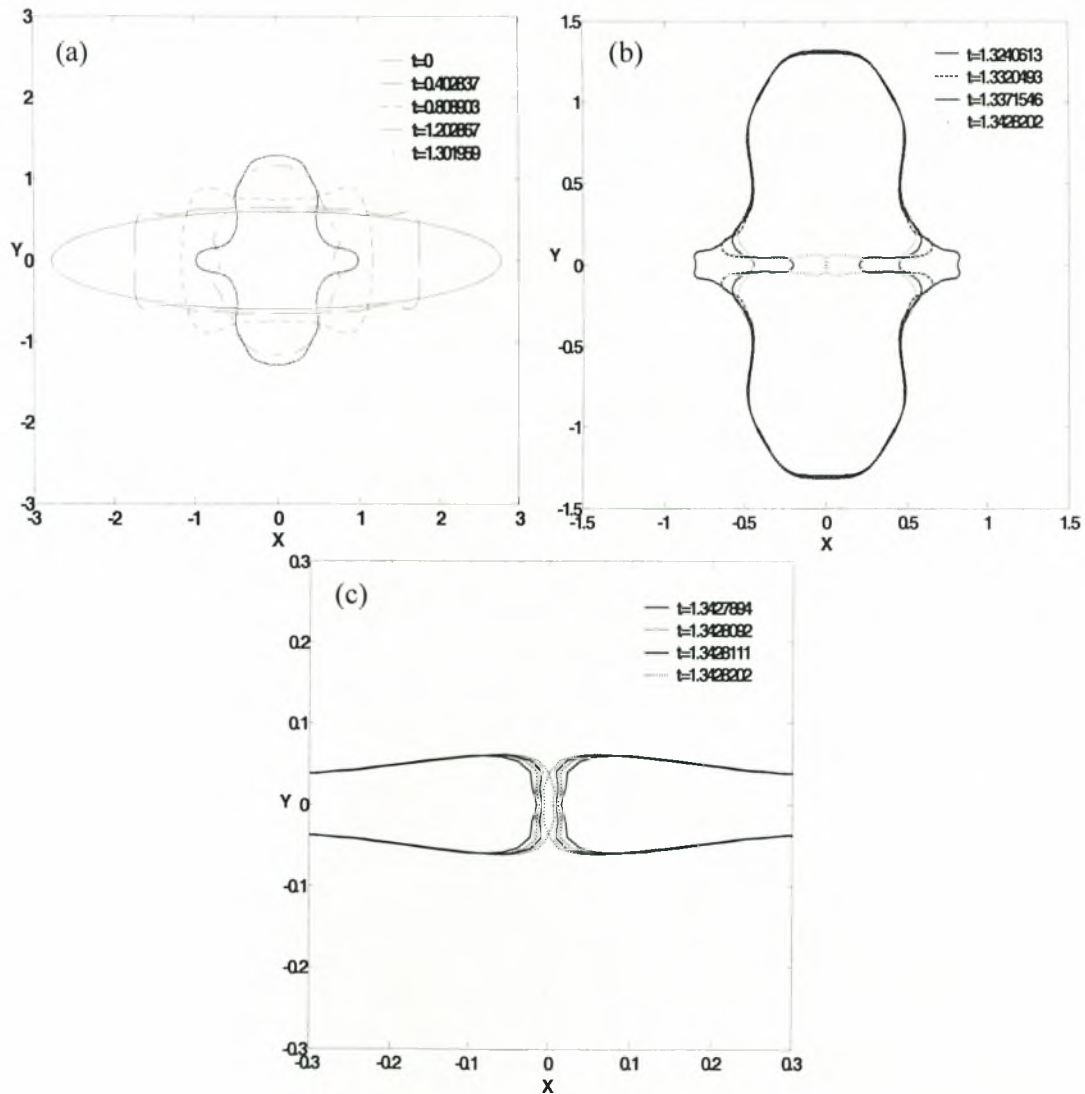 (a)
t=0
t=0.402837
t=0.808903
t=1.202867
t=1.301959
3
2
1
Y 0
-1
-2
-3
-3 -2 -1 0 1 2 3
X
(b)
t=1.3240613
t=1.3320493
t=1.3371546
t=1.3428202
1.5
1
0.5
Y 0
-0.5
-1
-1.5
-1.5 -1 -0.5 0 0.5 1 1.5
X
(c)
t=1.3427894
t=1.3428092
t=1.3428111
t=1.3428202
0.3
0.2
0.1
Y 0
-0.1
-0.2
-0.3
-0.3 -0.2 -0.1 0 0.1 0.2 0.3
X